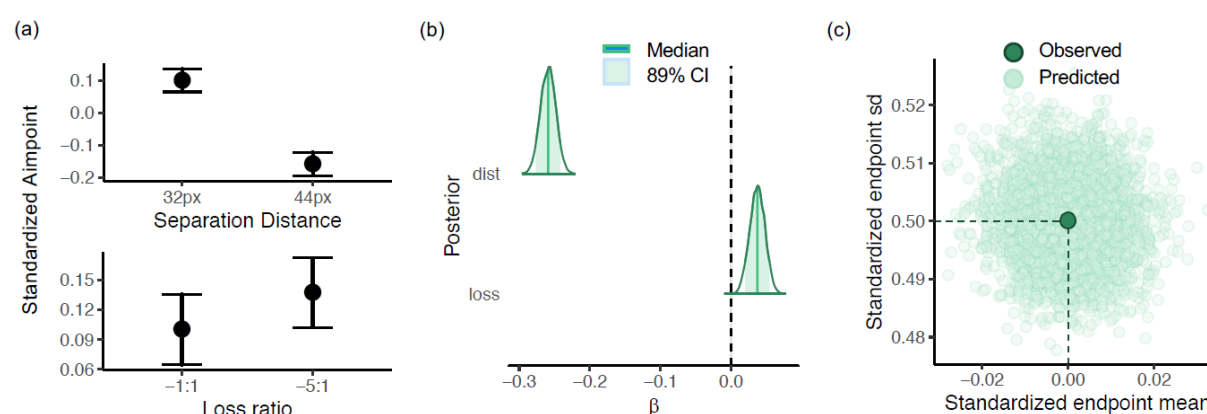 (a)
Standardized Aimpoint
0.1
0.0
−0.1
−0.2
32px
44px
Separation Distance
0.15
0.12
0.09
0.06
−1:1
−5:1
Loss ratio
(b)
Median
89% CI
Posterior
dist
loss
−0.3
−0.2
−0.1
0.0
β
(c)
Observed
Predicted
Standardized endpoint sd
0.52
0.51
0.50
0.49
0.48
−0.02
0.00
0.02
Standardized endpoint mean